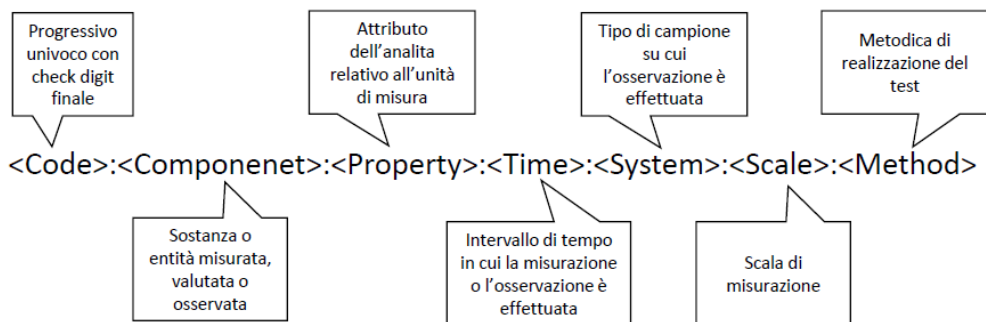 Progressivo
univoco con
check digit
finale
Attributo
dell'analita
relativo all'unità
di misura
Tipo di campione
su cui
l'osservazione è
effettuata
Metodica di
realizzazione del
test
<Code>:<Componenet>:<Property>:<Time>:<System>:<Scale>:<Method>
Sostanza o
entità misurata,
valutata o
osservata
Intervallo di tempo
in cui la misurazione
o l'osservazione è
effettuata
Scala di
misurazione